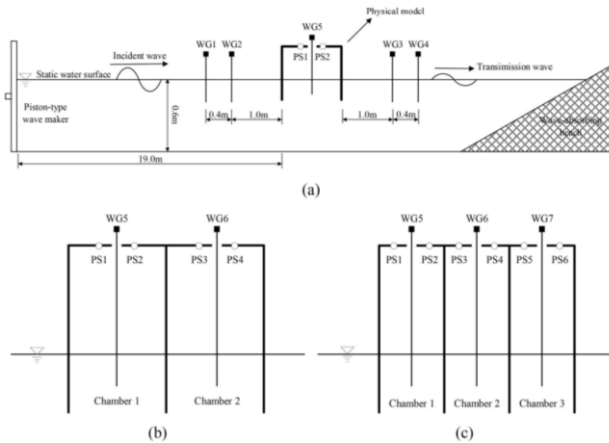 Physical model
WG5
WG1 WG2 PS1 PS2 WG3 WG4
Incident wave
Transmission wave
Static water surface
Piston-type
wave maker
0.6m
0.4m 1.0m 1.0m 0.4m
Wave-absorbing
beach
19.0m
(a)
WG5 WG6
PS1 PS2 PS3 PS4
Chamber 1 Chamber 2
(b)
WG5 WG6 WG7
PS1 PS2 PS3 PS4 PS5 PS6
Chamber 1 Chamber 2 Chamber 3
(c)